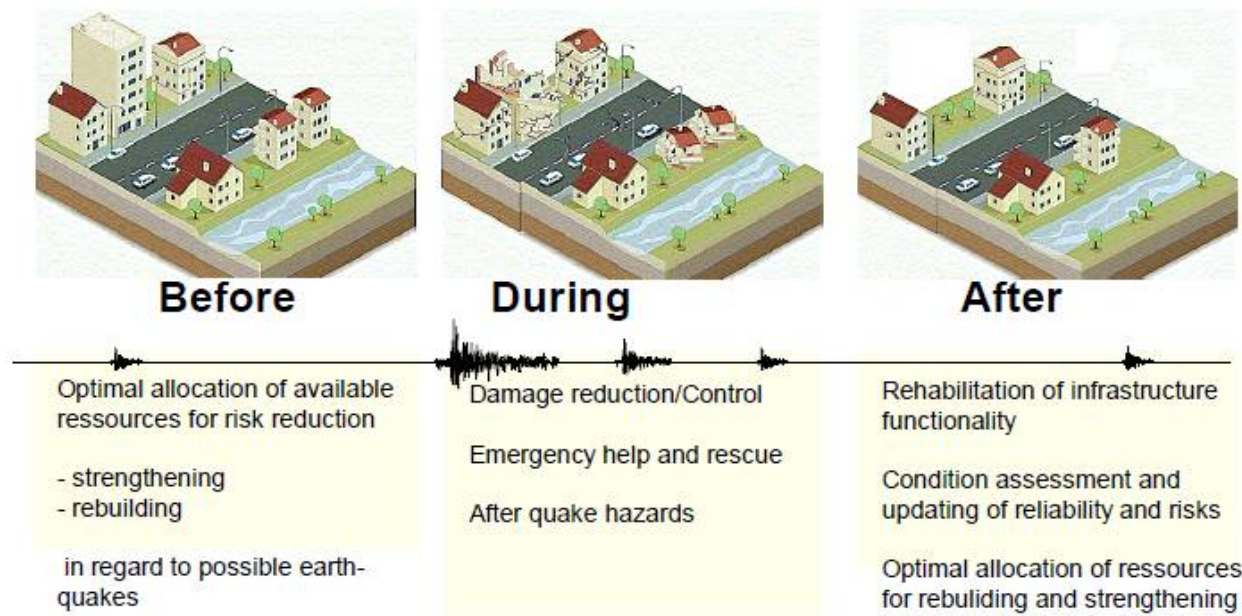 Before
During
After
Optimal allocation of available
ressources for risk reduction
- strengthening
- rebuilding
in regard to possible earth-
quakes
Damage reduction/Control
Emergency help and rescue
After quake hazards
Rehabilitation of infrastructure
functionality
Condition assessment and
updating of reliability and risks
Optimal allocation of ressources
for rebuliding and strengthening